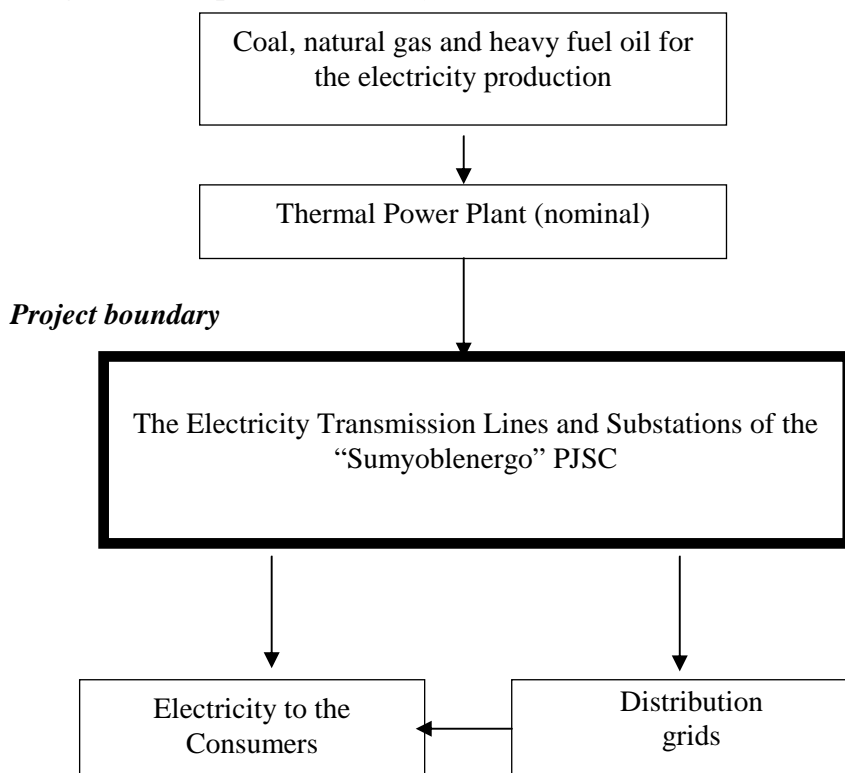 Coal, natural gas and heavy fuel oil for
the electricity production
Thermal Power Plant (nominal)
Project boundary
The Electricity Transmission Lines and Substations of the
“Sumyoblenergo” PJSC
Electricity to the
Consumers
Distribution
grids